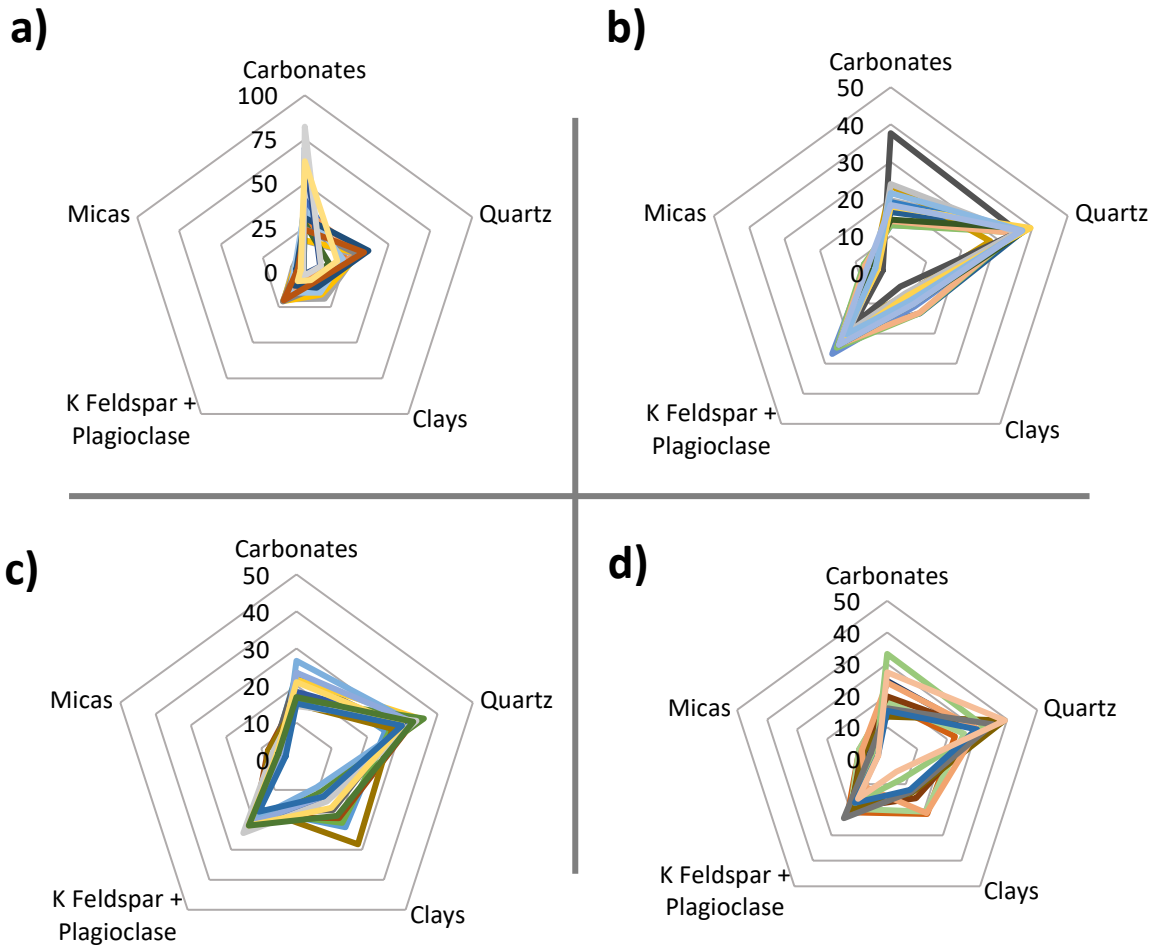 a)
Carbonates
100
75
50
25
0
Micas
Quartz
K Feldspar +
Plagioclase
Clays
b)
Carbonates
50
40
30
20
10
0
Micas
Quartz
K Feldspar +
Plagioclase
Clays
c)
Carbonates
50
40
30
20
10
0
Micas
Quartz
K Feldspar +
Plagioclase
Clays
d)
Carbonates
50
40
30
20
10
0
Micas
Quartz
K Feldspar +
Plagioclase
Clays